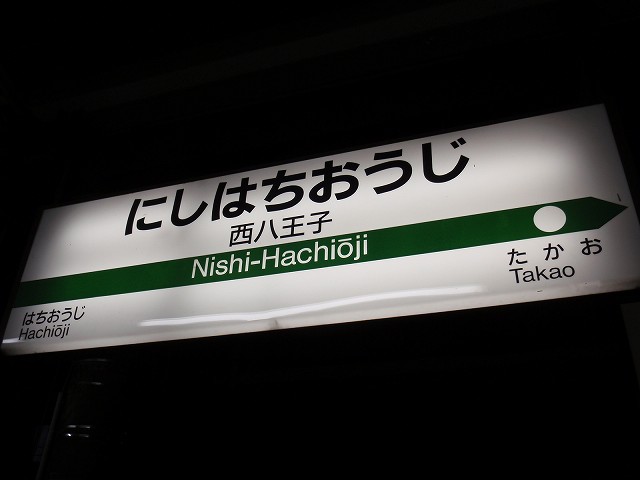 にしはちおうじ
西八王子
Nishi-Hachiōji
はちおうじ
Hachiōji
たかお
Takao